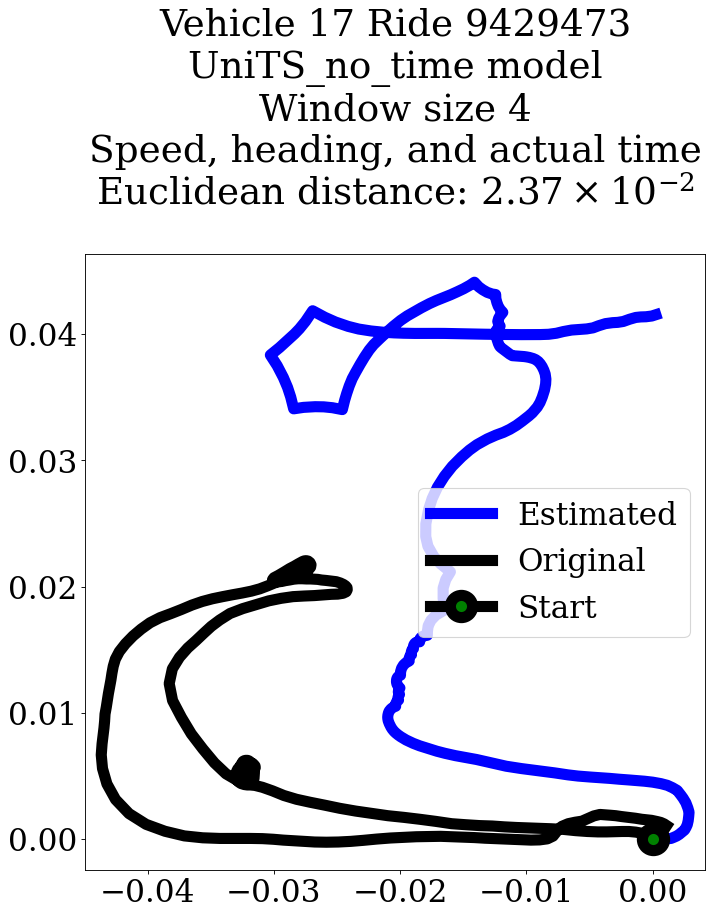 Vehicle 17 Ride 9429473
UniTS_no_time model
Window size 4
Speed, heading, and actual time
Euclidean distance: 2.37 × 10⁻²
0.04
0.03
0.02
0.01
0.00
Estimated
Original
Start
−0.04 −0.03 −0.02 −0.01 0.00